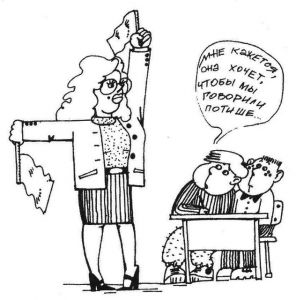 МНЕ КАЖЕТСЯ,
ОНА ХОЧЕТ,
ЧТОБЫ МЫ
ГОВОРИЛИ
ПОТИШЕ...